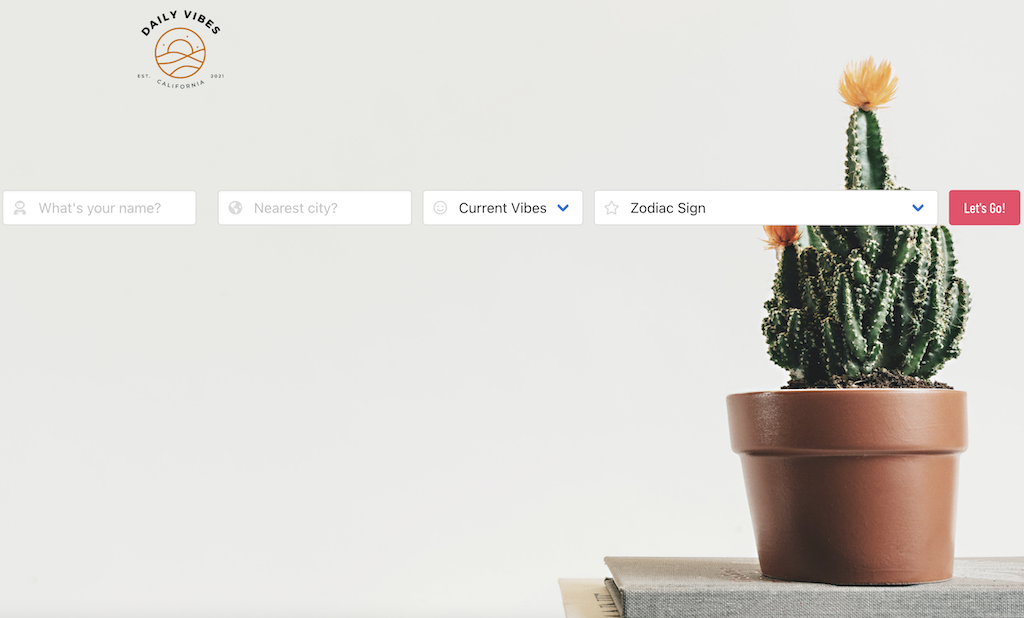 DAILY VIBES
EST. 2021
CALIFORNIA
What's your name?
Nearest city?
Current Vibes
Zodiac Sign
Let's Go!